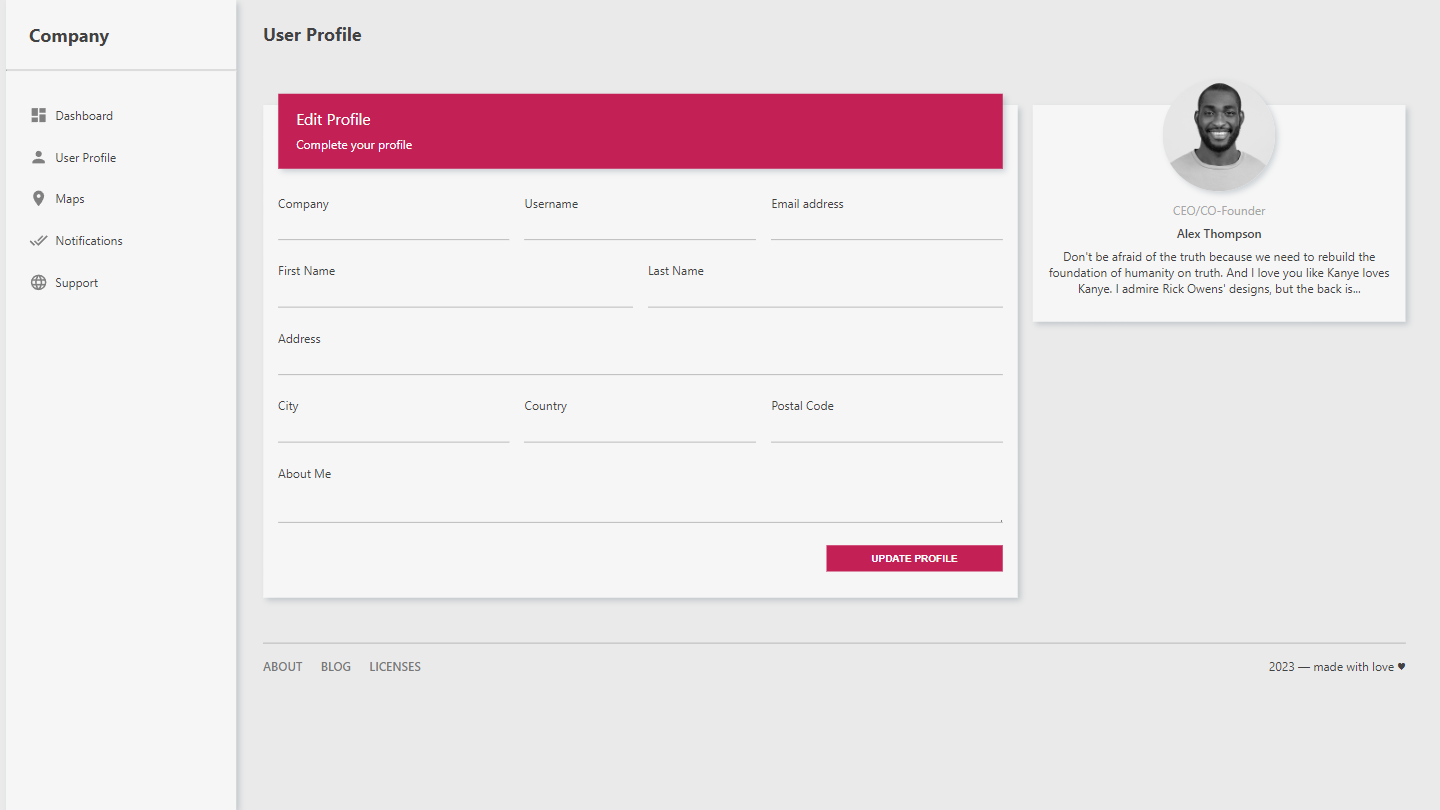 Company
Dashboard
User Profile
Maps
Notifications
Support
User Profile
Edit Profile
Complete your profile
Company
Username
Email address
First Name
Last Name
Address
City
Country
Postal Code
About Me
UPDATE PROFILE
CEO/CO-Founder
Alex Thompson
Don't be afraid of the truth because we need to rebuild the
foundation of humanity on truth. And I love you like Kanye loves
Kanye. I admire Rick Owens' designs, but the back is...
ABOUT BLOG LICENSES
2023 — made with love ♥